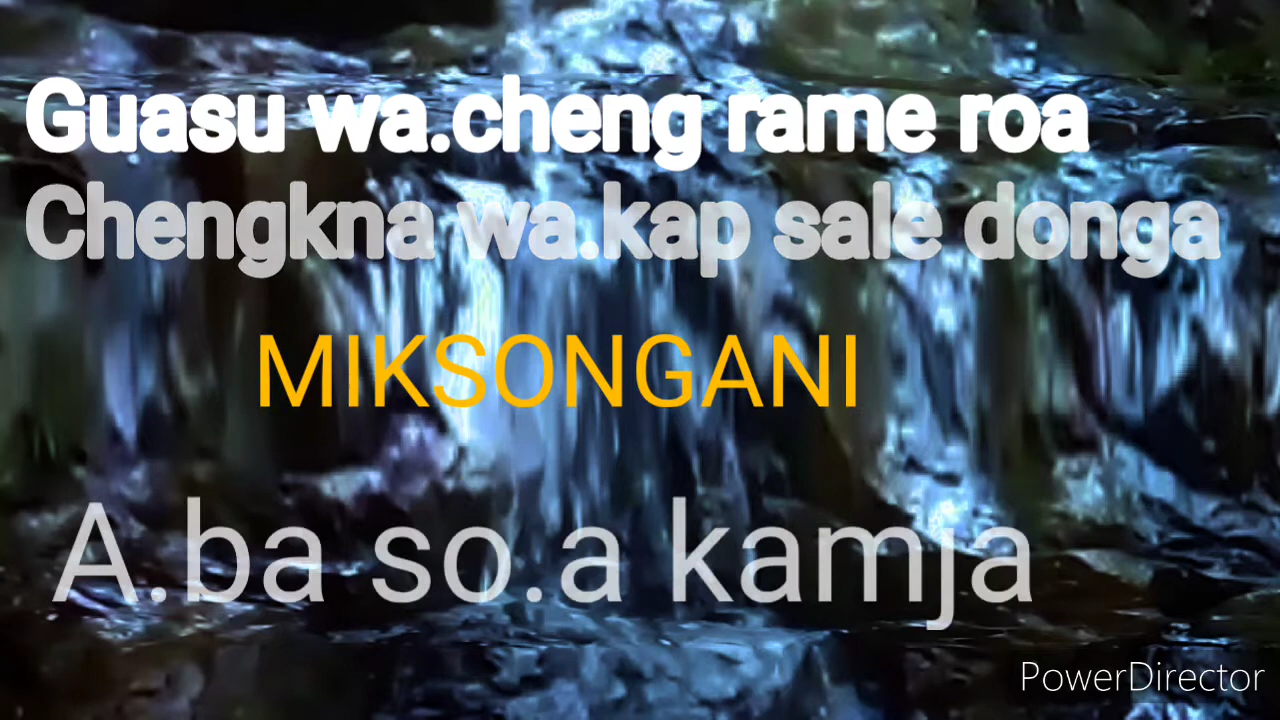 Guasu wa.cheng rame roa
Chengkna wa.kap sale donga
MIKSONGANI
A.ba so.a kamja
PowerDirector